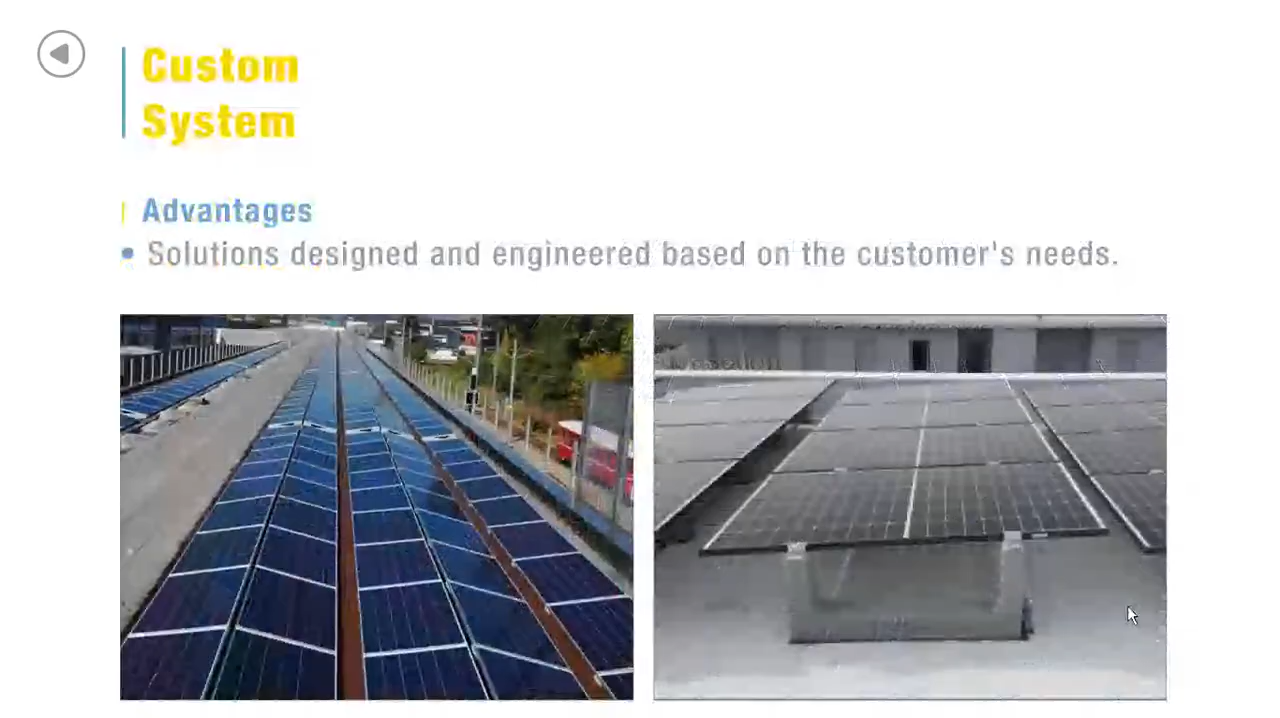 Custom
System
Advantages
• Solutions designed and engineered based on the customer's needs.